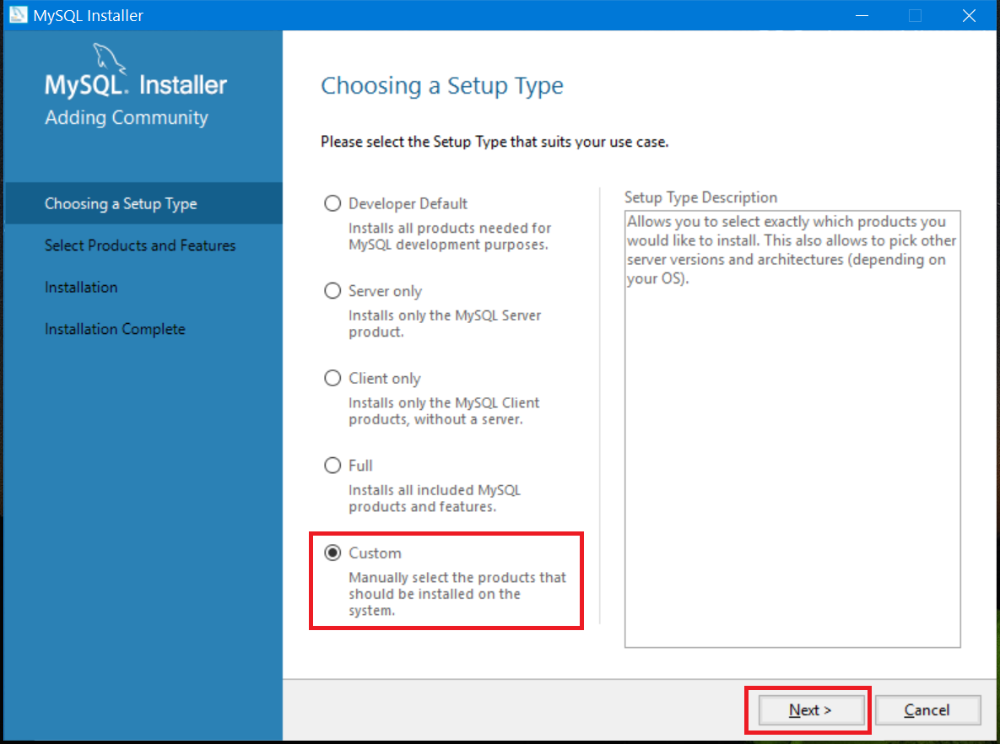 MySQL Installer
MySQL. Installer
Adding Community
Choosing a Setup Type
Select Products and Features
Installation
Installation Complete
Choosing a Setup Type
Please select the Setup Type that suits your use case.
Developer Default
Installs all products needed for
MySQL development purposes.
Server only
Installs only the MySQL Server
product.
Client only
Installs only the MySQL Client
products, without a server.
Full
Installs all included MySQL
products and features.
Custom
Manually select the products that
should be installed on the
system.
Setup Type Description
Allows you to select exactly which products you
would like to install. This also allows to pick other
server versions and architectures (depending on
your OS).
Next >
Cancel